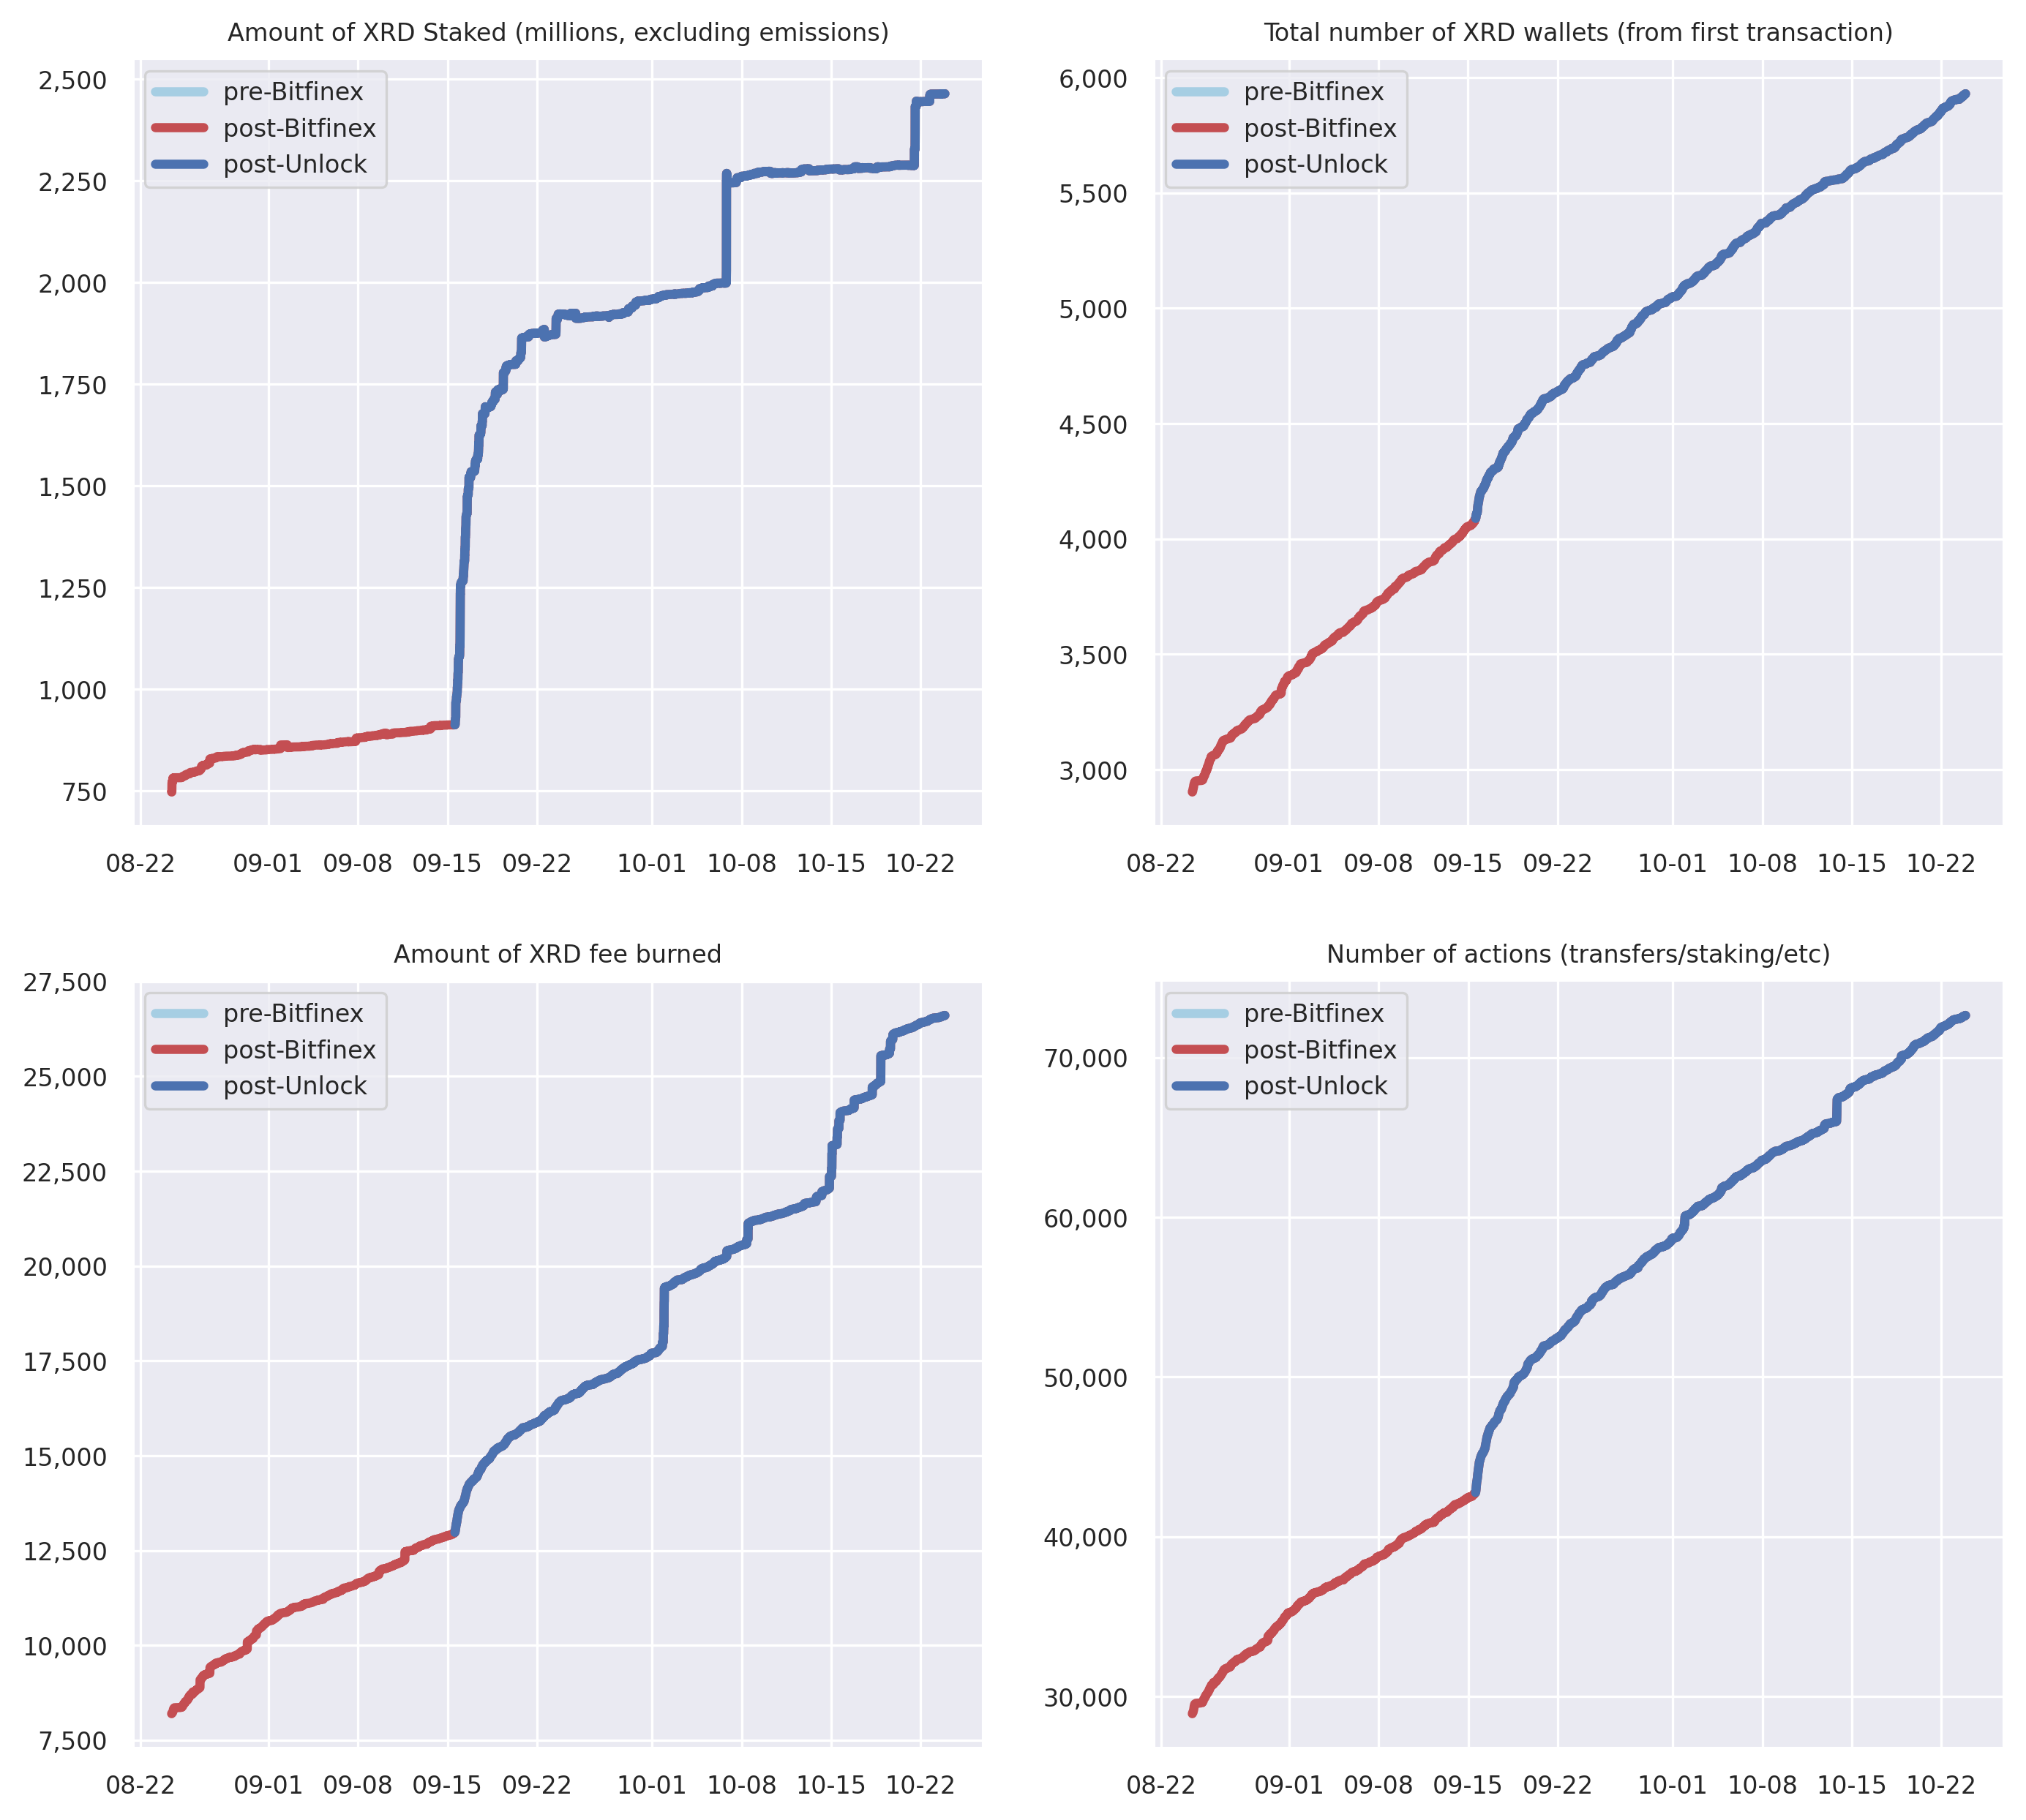 Amount of XRD Staked (millions, excluding emissions)
2,500
2,250
2,000
1,750
1,500
1,250
1,000
750
pre-Bitfinex
post-Bitfinex
post-Unlock
08-22 09-01 09-08 09-15 09-22 10-01 10-08 10-15 10-22
Total number of XRD wallets (from first transaction)
6,000
5,500
5,000
4,500
4,000
3,500
3,000
pre-Bitfinex
post-Bitfinex
post-Unlock
08-22 09-01 09-08 09-15 09-22 10-01 10-08 10-15 10-22
Amount of XRD fee burned
27,500
25,000
22,500
20,000
17,500
15,000
12,500
10,000
7,500
pre-Bitfinex
post-Bitfinex
post-Unlock
08-22 09-01 09-08 09-15 09-22 10-01 10-08 10-15 10-22
Number of actions (transfers/staking/etc)
70,000
60,000
50,000
40,000
30,000
pre-Bitfinex
post-Bitfinex
post-Unlock
08-22 09-01 09-08 09-15 09-22 10-01 10-08 10-15 10-22